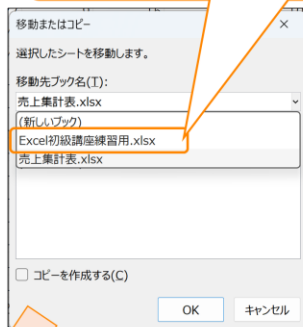 移動またはコピー
×
選択したシートを移動します。
移動先ブック名(T):
売上集計表.xlsx
(新しいブック)
Excel初級講座練習用.xlsx
売上集計表.xlsx
コピーを作成する(C)
OK キャンセル